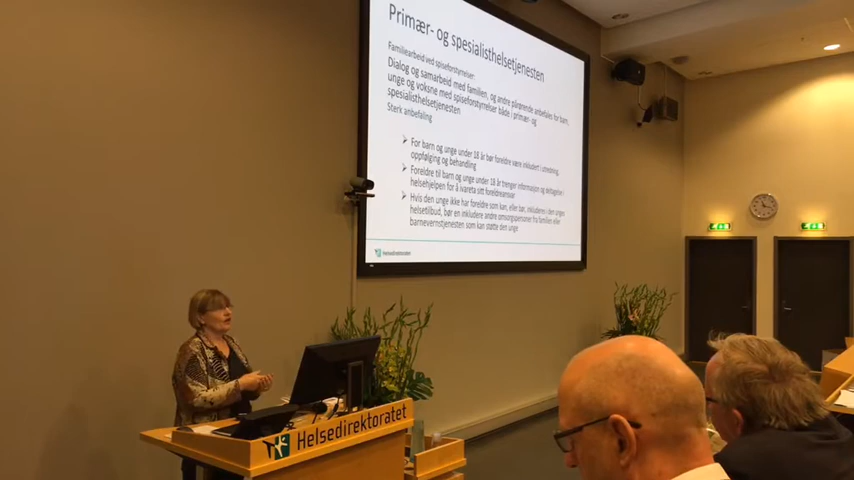 Primær- og spesialisthelsetjenesten
Familiearbeid ved spiseforstyrrelser
Dialog og samarbeid med familien, og andre pårørende anbefales for barn,
unge og voksne med spiseforstyrrelser både i primær- og
spesialisthelsetjenesten
Sterk anbefaling
For barn og unge under 18 år bør foreldre være inkludert i utredning,
oppfølging og behandling
Foreldre til barn og unge under 18 år trenger informasjon og deltagelse i
helsehjelpen for å ivareta sitt foreldreansvar
Hvis den unge ikke har foreldre som kan, eller bør, inkluderes i den unges
helsetilbud, bør en inkludere andre omsorgspersoner fra familien eller
barnevernstjenesten som kan støtte den unge
Helsedirektoratet
Helsedirektoratet